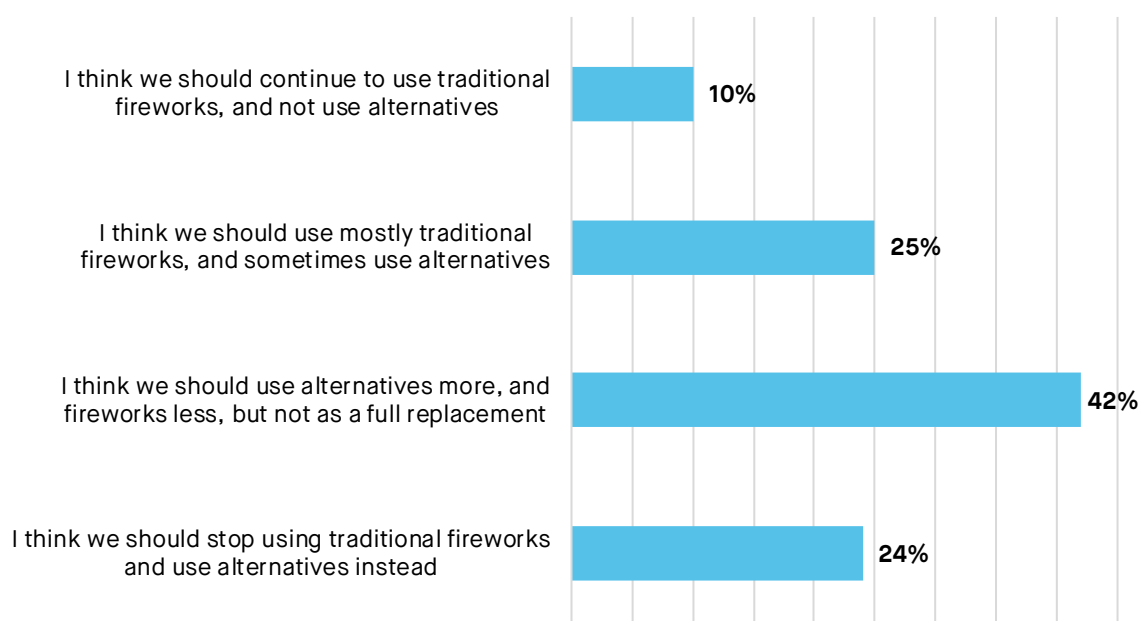 I think we should continue to use traditional
fireworks, and not use alternatives
10%
I think we should use mostly traditional
fireworks, and sometimes use alternatives
25%
I think we should use alternatives more, and
fireworks less, but not as a full replacement
42%
I think we should stop using traditional fireworks
and use alternatives instead
24%